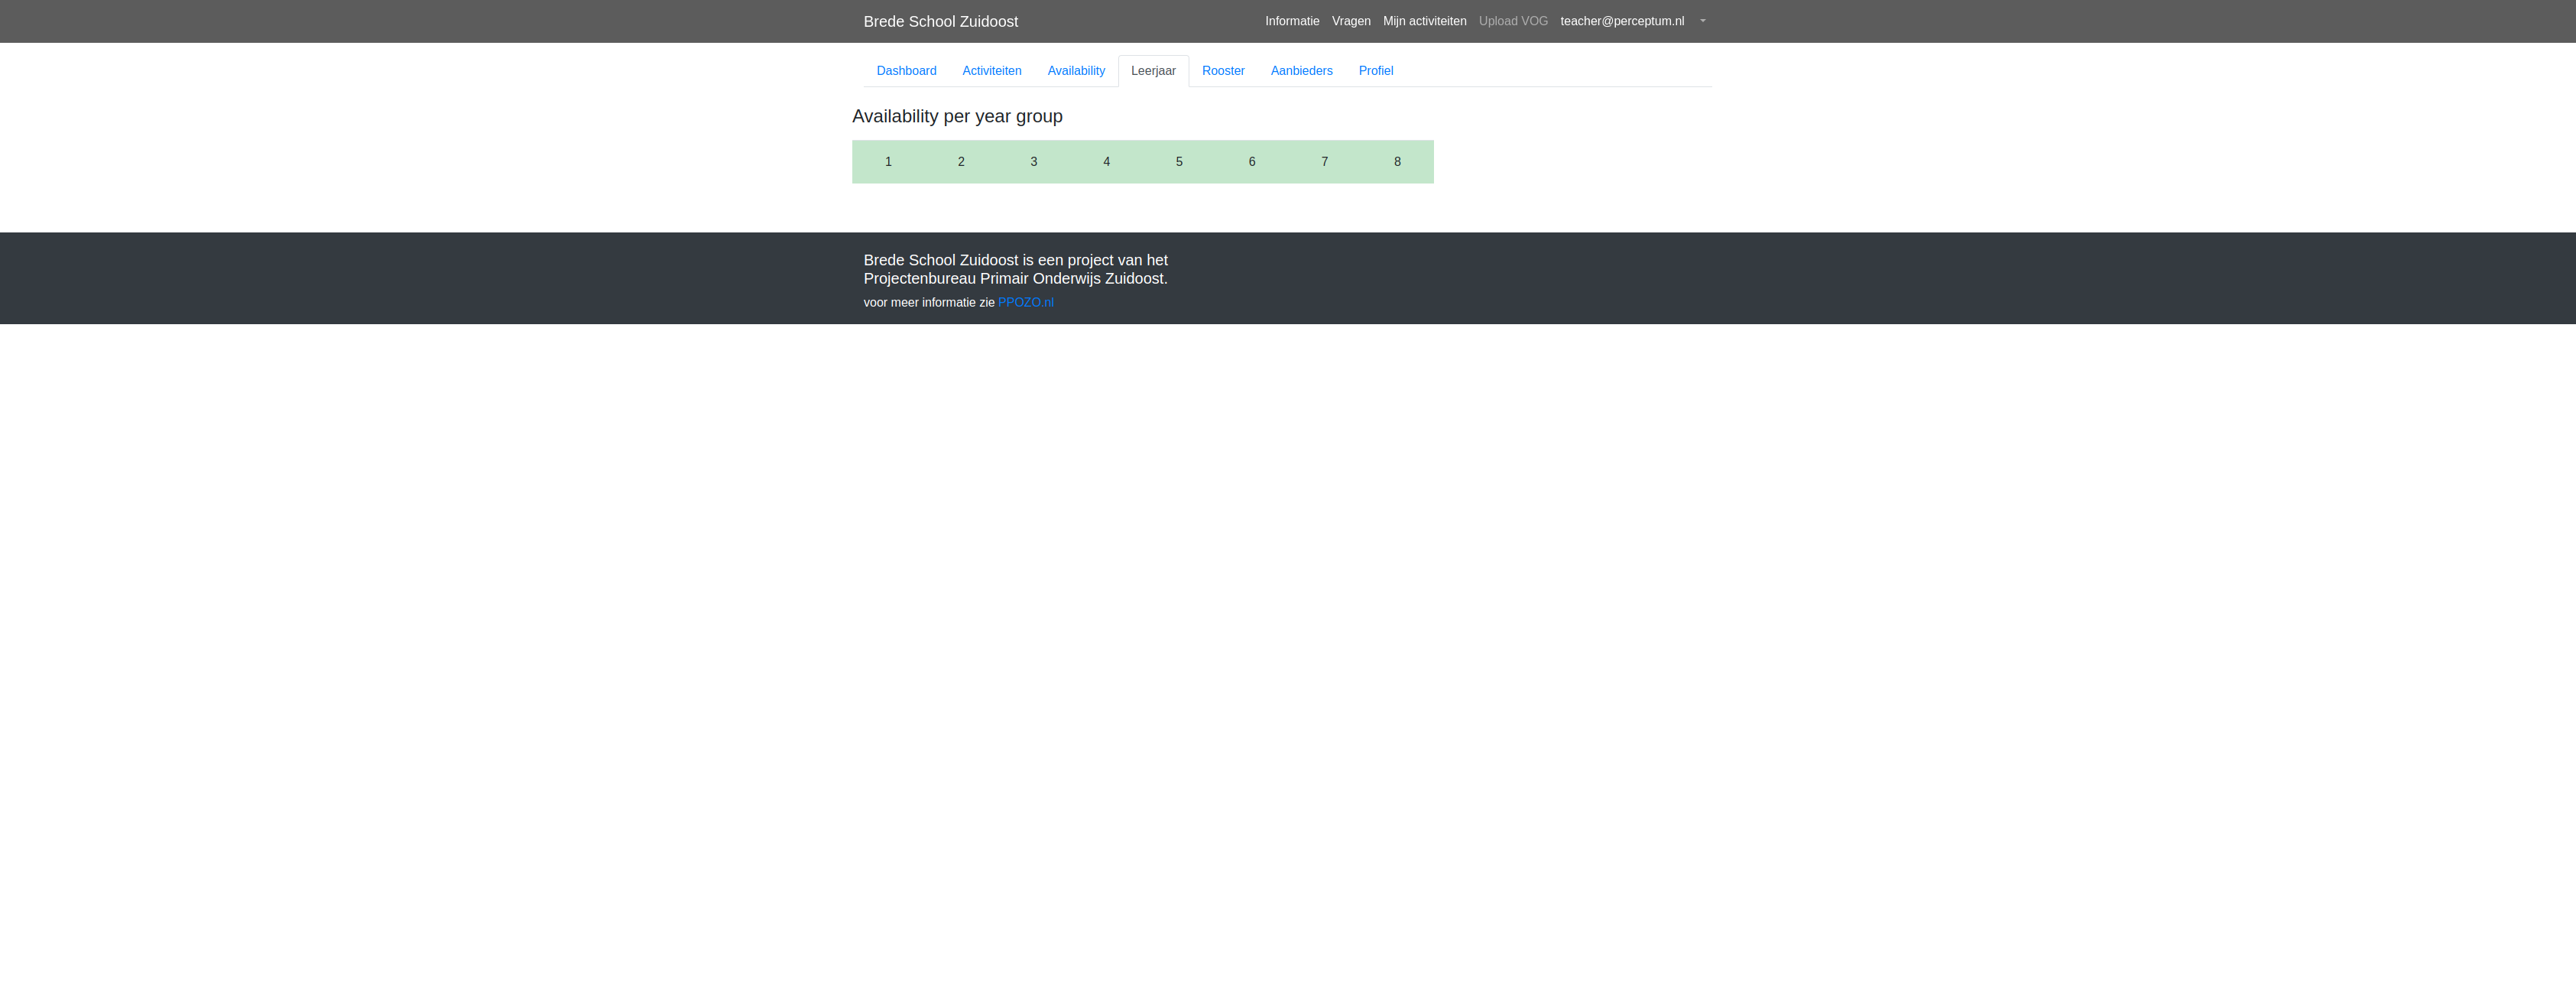 Brede School Zuidoost Informatie Vragen Mijn activiteiten Upload VOG teacher@perceptum.nl
Dashboard Activiteiten Availability Leerjaar Rooster Aanbieders Profiel
Availability per year group
1 2 3 4 5 6 7 8
Brede School Zuidoost is een project van het
Projectenbureau Primair Onderwijs Zuidoost.
voor meer informatie zie PPOZO.nl